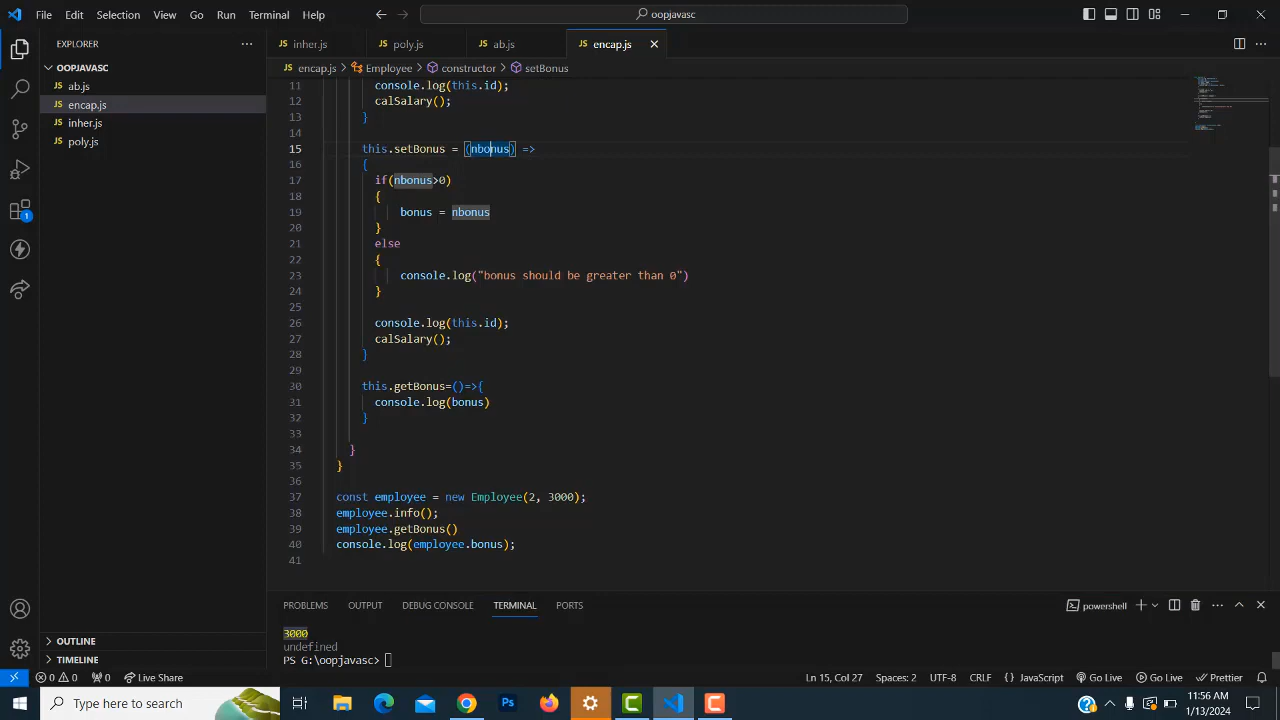 File Edit Selection View Go Run Terminal Help
oopjavasc
EXPLORER
inher.js poly.js ab.js encap.js
OOPJAVASC
encap.js > Employee > constructor > setBonus
ab.js
encap.js
inher.js
poly.js
11 console.log(this.id);
12 calSalary();
13 }
14
15 this.setBonus = (nbonus) =>
16 {
17 if(nbonus>0)
18 {
19 bonus = nbonus
20 }
21 else
22 {
23 console.log("bonus should be greater than 0")
24 }
25
26 console.log(this.id);
27 calSalary();
28 }
29
30 this.getBonus=()=>{
31 console.log(bonus)
32 }
33
34 }
35 }
36
37 const employee = new Employee(2, 3000);
38 employee.info();
39 employee.getBonus()
40 console.log(employee.bonus);
41
PROBLEMS OUTPUT DEBUG CONSOLE TERMINAL PORTS
powershell
3000
undefined
PS G:\oopjavasc>
OUTLINE
TIMELINE
0 0 0 Live Share
Ln 15, Col 27 Spaces: 2 UTF-8 CRLF {} JavaScript Go Live Go Live Prettier
Type here to search
11:56 AM
1/13/2024